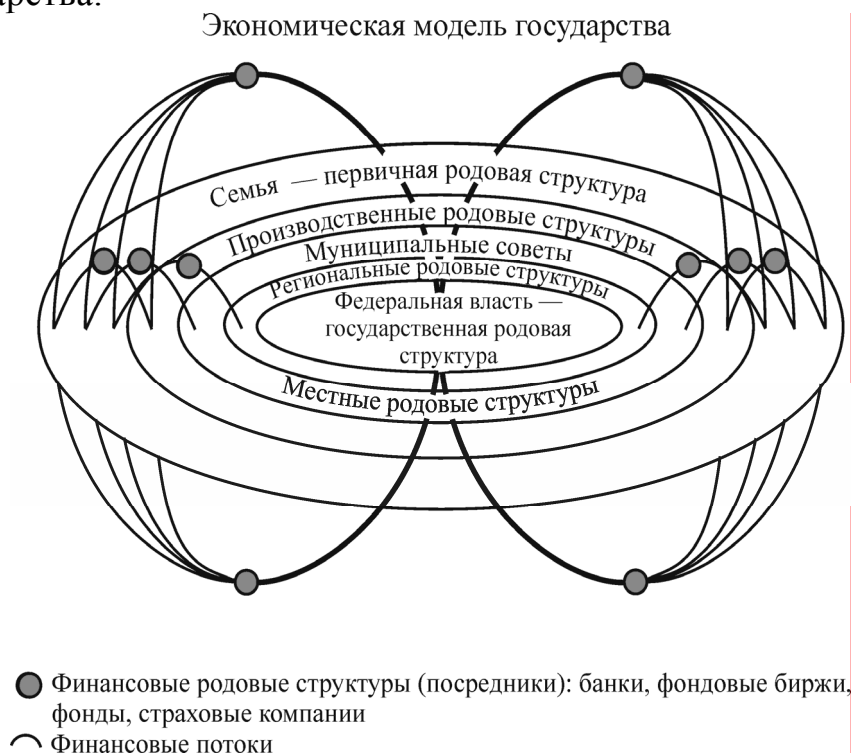 арства.
Экономическая модель государства
Семья — первичная родовая структура
Производственные родовые структуры
Муниципальные советы
Региональные родовые структуры
Федеральная власть —
государственная родовая
структура
Местные родовые структуры
Финансовые родовые структуры (посредники): банки, фондовые биржи,
фонды, страховые компании
Финансовые потоки